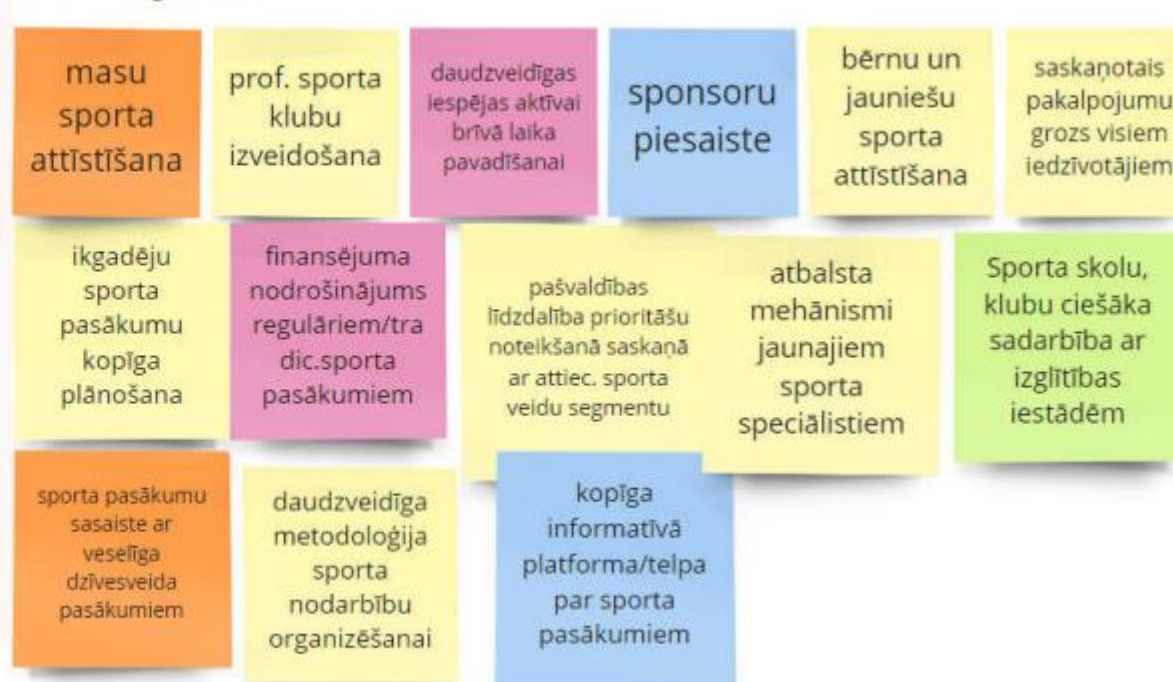 masu
sporta
attīstīšana
prof. sporta
klubu
izveidošana
daudzveidīgas
iespējas aktīvai
brīvā laika
pavadīšanai
sponsoru
piesaiste
bērnu un
jauniešu
sporta
attīstīšana
saskaņotais
pakalpojumu
grozs visiem
iedzīvotājiem
ikgadēju
sporta
pasākumu
kopīga
plānošana
finansējuma
nodrošinājums
regulāriem/tra
dic.sporta
pasākumiem
pašvaldības
līdzdalība prioritāšu
noteikšanā saskaņā
ar attiec. sporta
veidu segmentu
atbalsta
mehānismi
jaunajiem
sporta
speciālistiem
Sporta skolu,
klubu ciešāka
sadarbība ar
izglītības
iestādēm
sporta pasākumu
sasaiste ar
veselīga
dzīvesveida
pasākumiem
daudzveidīga
metodoloģija
sporta
nodarbību
organizēšanai
kopīga
informatīvā
platforma/telpa
par sporta
pasākumiem